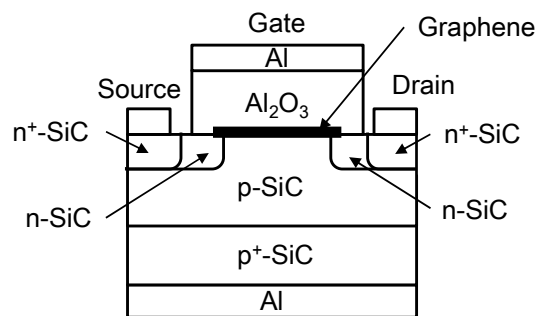 Gate
Graphene
Al
Source
Drain
Al₂O₃
n⁺-SiC
n⁺-SiC
p-SiC
n-SiC
n-SiC
p⁺-SiC
Al